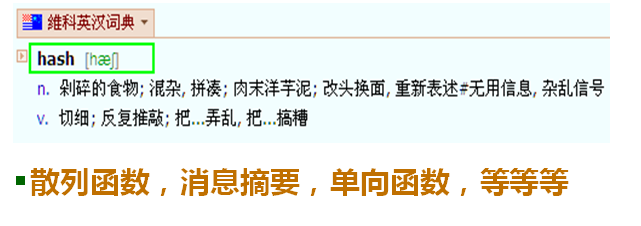 维科英汉词典
hash [hæʃ]
n. 剁碎的食物; 混杂, 拼凑; 肉末洋芋泥; 改头换面, 重新表述#无用信息, 杂乱信号
v. 切细; 反复推敲; 把...弄乱, 把...搞糟
散列函数，消息摘要，单向函数，等等等